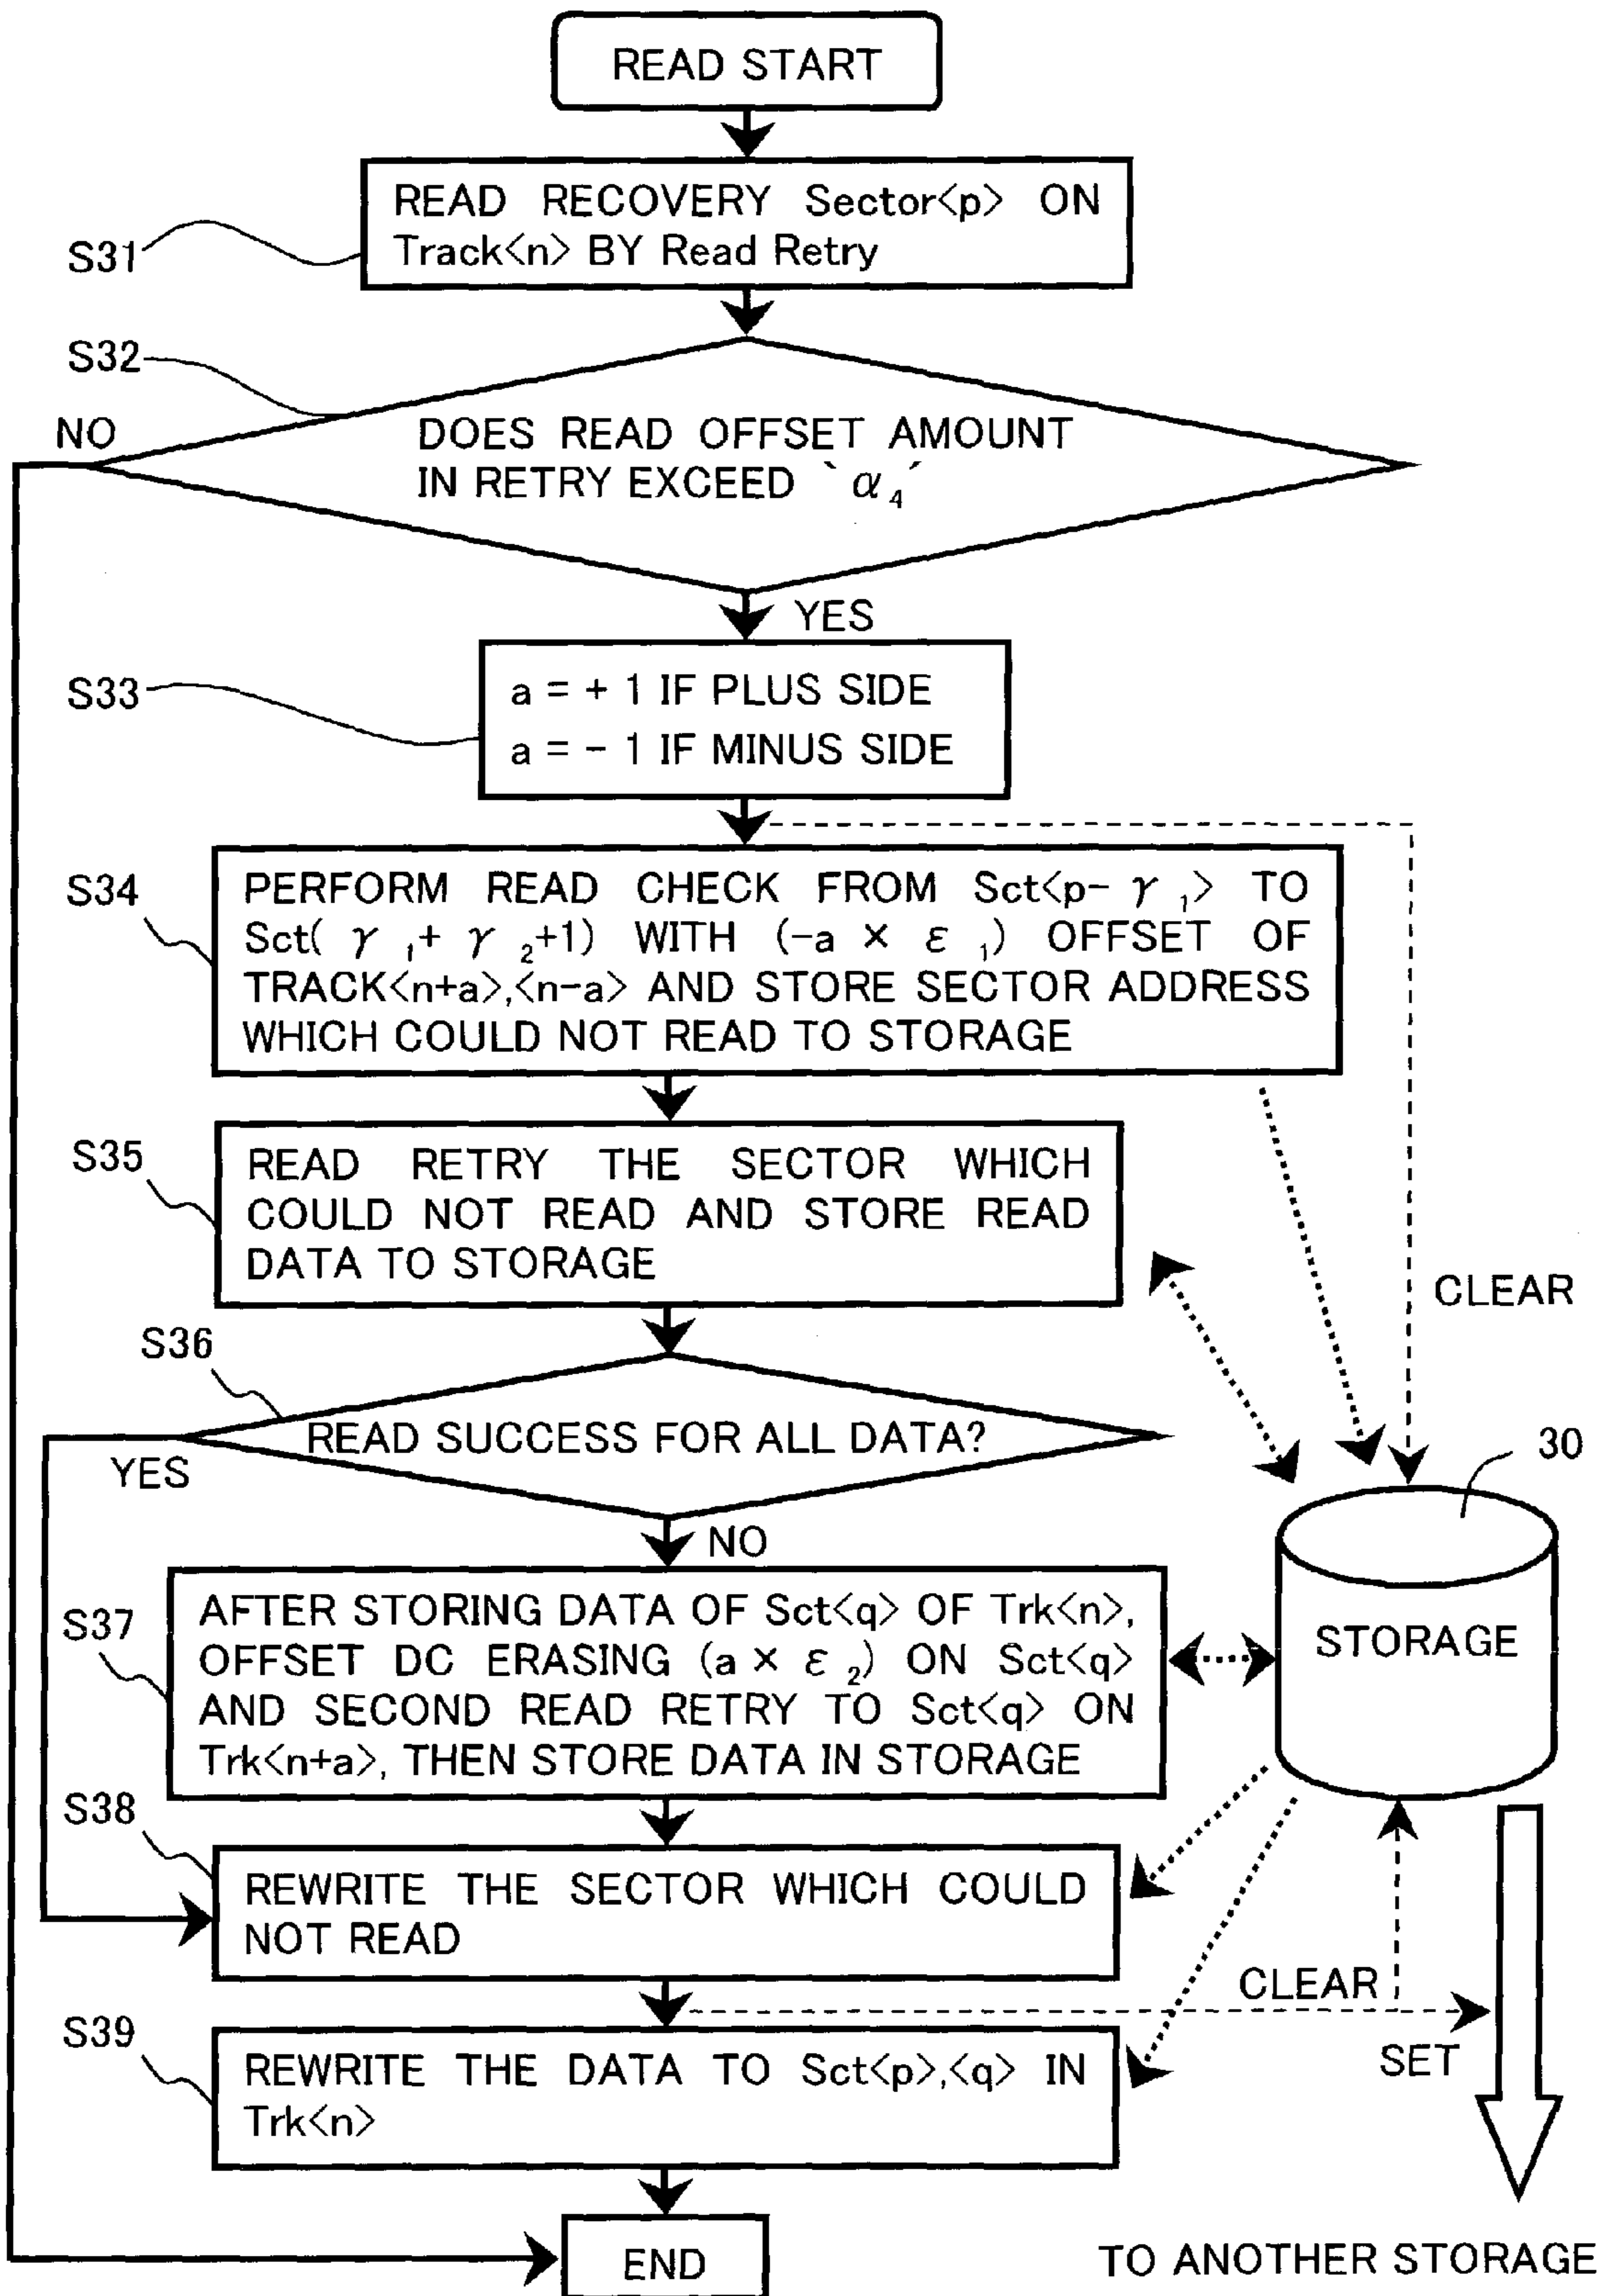 READ START
READ RECOVERY Sector<p> ON
Track<n> BY Read Retry
S31
S32
NO
DOES READ OFFSET AMOUNT
IN RETRY EXCEED `α₄´
YES
S33
a = + 1 IF PLUS SIDE
a = - 1 IF MINUS SIDE
S34
PERFORM READ CHECK FROM Sct<p- γ ₁> TO
Sct( γ ₁+ γ ₂+1) WITH (-a × ε ₁) OFFSET OF
TRACK<n+a>,<n-a> AND STORE SECTOR ADDRESS
WHICH COULD NOT READ TO STORAGE
S35
READ RETRY THE SECTOR WHICH
COULD NOT READ AND STORE READ
DATA TO STORAGE
CLEAR
S36
READ SUCCESS FOR ALL DATA?
YES
NO
30
STORAGE
S37
AFTER STORING DATA OF Sct<q> OF Trk<n>,
OFFSET DC ERASING (a × ε ₂) ON Sct<q>
AND SECOND READ RETRY TO Sct<q> ON
Trk<n+a>, THEN STORE DATA IN STORAGE
S38
REWRITE THE SECTOR WHICH COULD
NOT READ
CLEAR
SET
S39
REWRITE THE DATA TO Sct<p>,<q> IN
Trk<n>
END
TO ANOTHER STORAGE